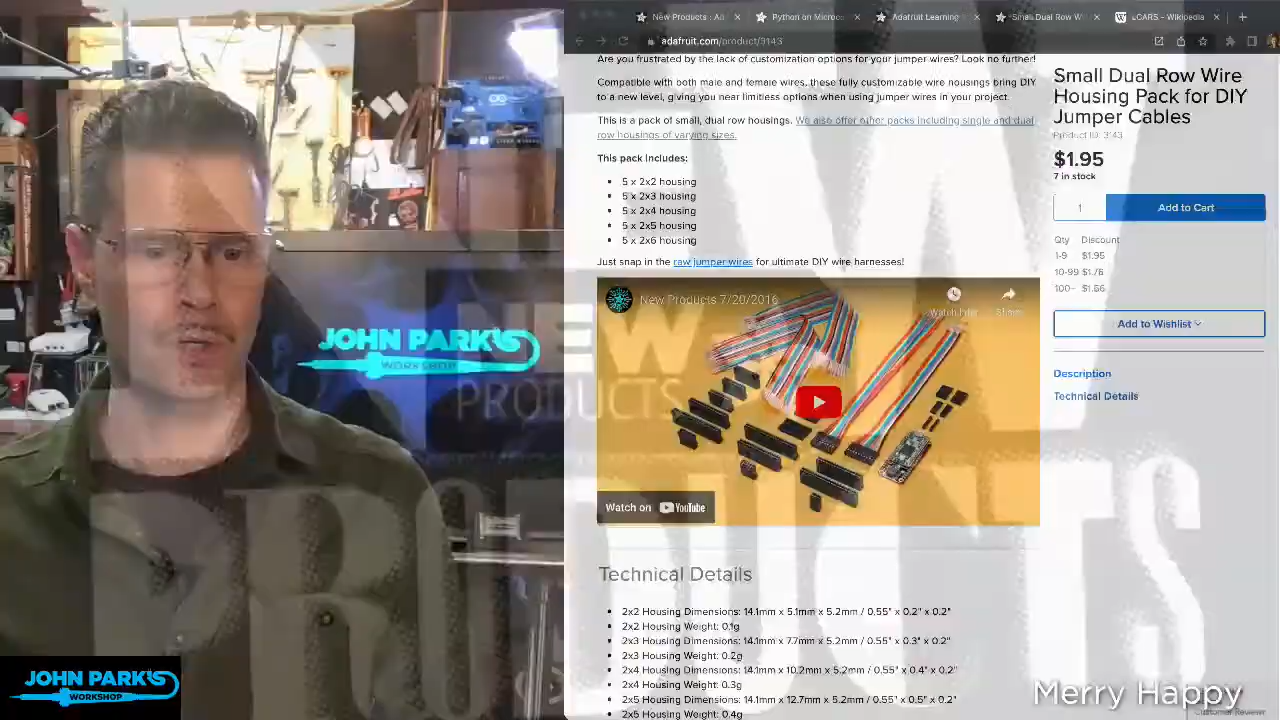 New Products : Ad
Python on Microco
Adafruit Learning
Small Dual Row W
LCARS - Wikipedia
adafruit.com/product/3143
Are you frustrated by the lack of customization options for your jumper wires? Look no further!
Compatible with both male and female wires, these fully customizable wire housings bring DIY
to a new level, giving you near limitless options when using jumper wires in your project.
This is a pack of small, dual row housings. We also offer other packs including single and dual
row housings of varying sizes.
This pack includes:
5 x 2x2 housing
5 x 2x3 housing
5 x 2x4 housing
5 x 2x5 housing
5 x 2x6 housing
Just snap in the raw jumper wires for ultimate DIY wire harnesses!
New Products 7/20/2016
Watch later
Share
Watch on YouTube
Technical Details
2x2 Housing Dimensions: 14.1mm x 5.1mm x 5.2mm / 0.55" x 0.2" x 0.2"
2x2 Housing Weight: 0.1g
2x3 Housing Dimensions: 14.1mm x 7.7mm x 5.2mm / 0.55" x 0.3" x 0.2"
2x3 Housing Weight: 0.2g
2x4 Housing Dimensions: 14.1mm x 10.2mm x 5.2mm / 0.55" x 0.4" x 0.2"
2x4 Housing Weight: 0.3g
2x5 Housing Dimensions: 14.1mm x 12.7mm x 5.2mm / 0.55" x 0.5" x 0.2"
2x5 Housing Weight: 0.4g
Small Dual Row Wire
Housing Pack for DIY
Jumper Cables
Product ID: 3143
$1.95
7 in stock
1
Add to Cart
Qty Discount
1-9 $1.95
10-99 $1.76
100+ $1.56
Add to Wishlist
Description
Technical Details
JOHN PARK'S
WORKSHOP
NEW
PRODUCTS
JOHN PARK'S
WORKSHOP
Merry Happy
Customer Reviews